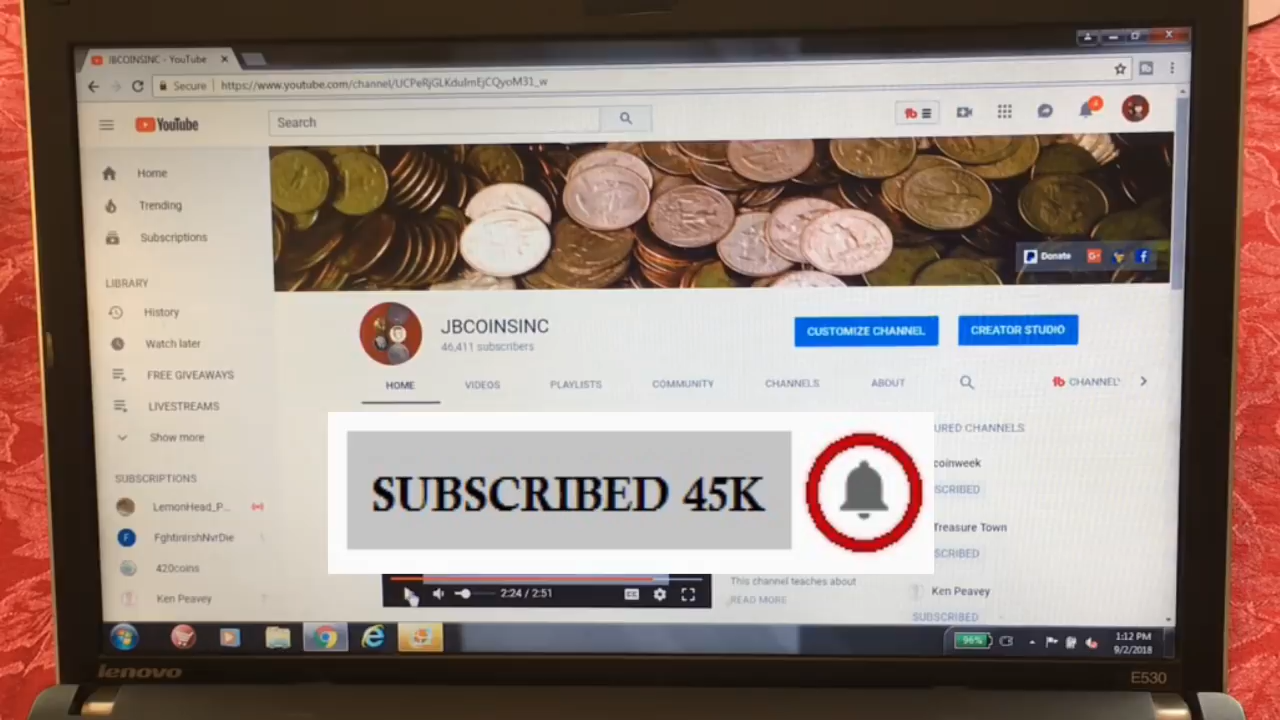 JBCOINSINC - YouTube
Secure
https://www.youtube.com/channel/UCPeRjGLKduImEjCQyoM31_w
YouTube
Search
4
Home
Trending
Subscriptions
LIBRARY
History
Watch later
FREE GIVEAWAYS
LIVESTREAMS
Show more
SUBSCRIPTIONS
LemonHead_P...
FghtinIrshNvrDie
420coins
Ken Peavey
Donate
JBCOINSINC
46,411 subscribers
CUSTOMIZE CHANNEL
CREATOR STUDIO
HOME
VIDEOS
PLAYLISTS
COMMUNITY
CHANNELS
ABOUT
CHANNEL
SUBSCRIBED 45K
URED CHANNELS
coinweek
SCRIBED
Treasure Town
SCRIBED
Ken Peavey
SUBSCRIBED
2:24 / 2:51
This channel teaches about
READ MORE
96%
1:12 PM
9/2/2018
lenovo
E530